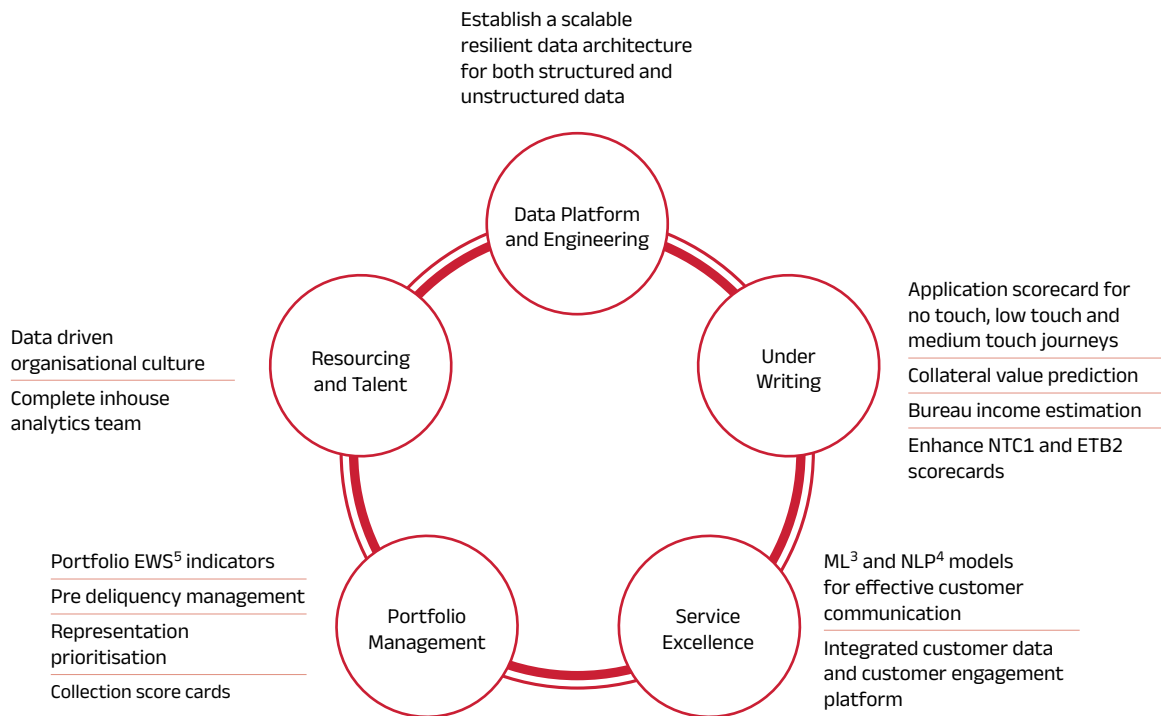 Establish a scalable
resilient data architecture
for both structured and
unstructured data
Data Platform
and Engineering
Application scorecard for
no touch, low touch and
medium touch journeys
Collateral value prediction
Bureau income estimation
Enhance NTC1 and ETB2
scorecards
Under
Writing
Data driven
organisational culture
Complete inhouse
analytics team
Resourcing
and Talent
Portfolio EWS⁵ indicators
Pre deliquency management
Representation
prioritisation
Collection score cards
Portfolio
Management
Service
Excellence
ML³ and NLP⁴ models
for effective customer
communication
Integrated customer data
and customer engagement
platform